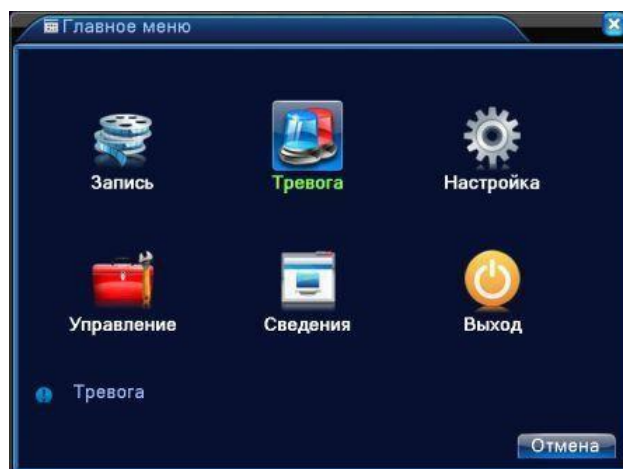 Главное меню
Запись
Тревога
Настройка
Управление
Сведения
Выход
Тревога
Отмена